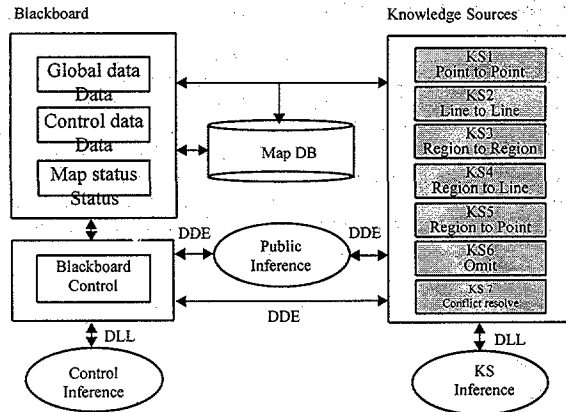 Blackboard
Knowledge Sources
Global data
Data
Control data
Data
Map status
Status
Map DB
KS1
Point to Point
KS2
Line to Line
KS3
Region to Region
KS4
Region to Line
KS5
Region to Point
KS6
Omit
KS 7
Conflict resolve
DDE
Public
Inference
DDE
Blackboard
Control
DDE
DLL
DLL
Control
Inference
KS
Inference